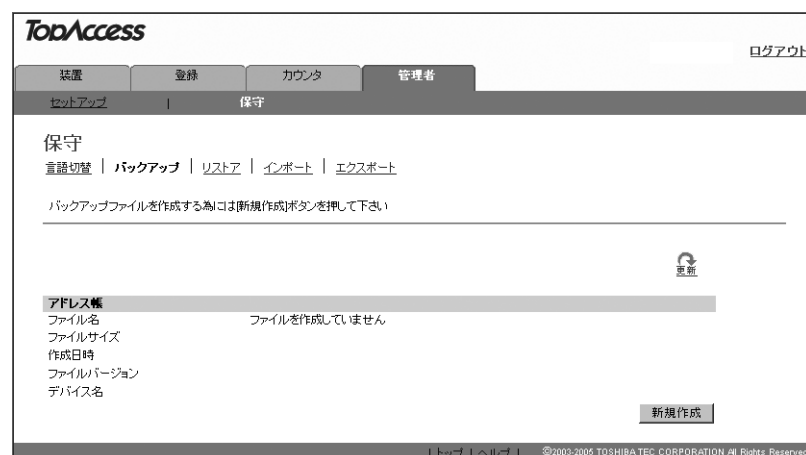 TopAccess
ログアウト
装置 登録 カウンタ 管理者
セットアップ | 保守
保守
言語切替 | バックアップ | リストア | インポート | エクスポート
バックアップファイルを作成する為には[新規作成]ボタンを押して下さい
更新
アドレス帳
ファイル名 ファイルを作成していません
ファイルサイズ
作成日時
ファイルバージョン
デバイス名
新規作成
| トップ | ヘルプ | ©2003-2005 TOSHIBA TEC CORPORATION All Rights Reserved